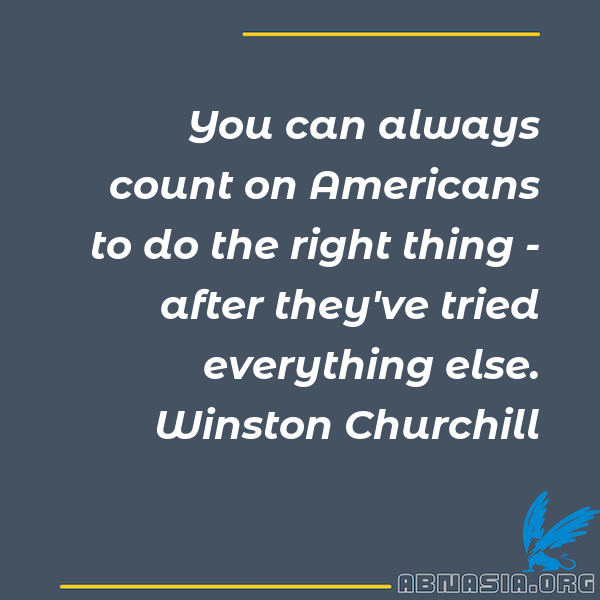 You can always
count on Americans
to do the right thing -
after they've tried
everything else.
Winston Churchill
ABNASIA.ORG